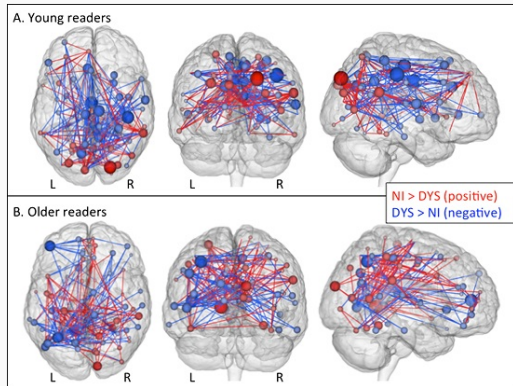 A. Young readers
L R
NI > DYS (positive)
DYS > NI (negative)
B. Older readers
L R